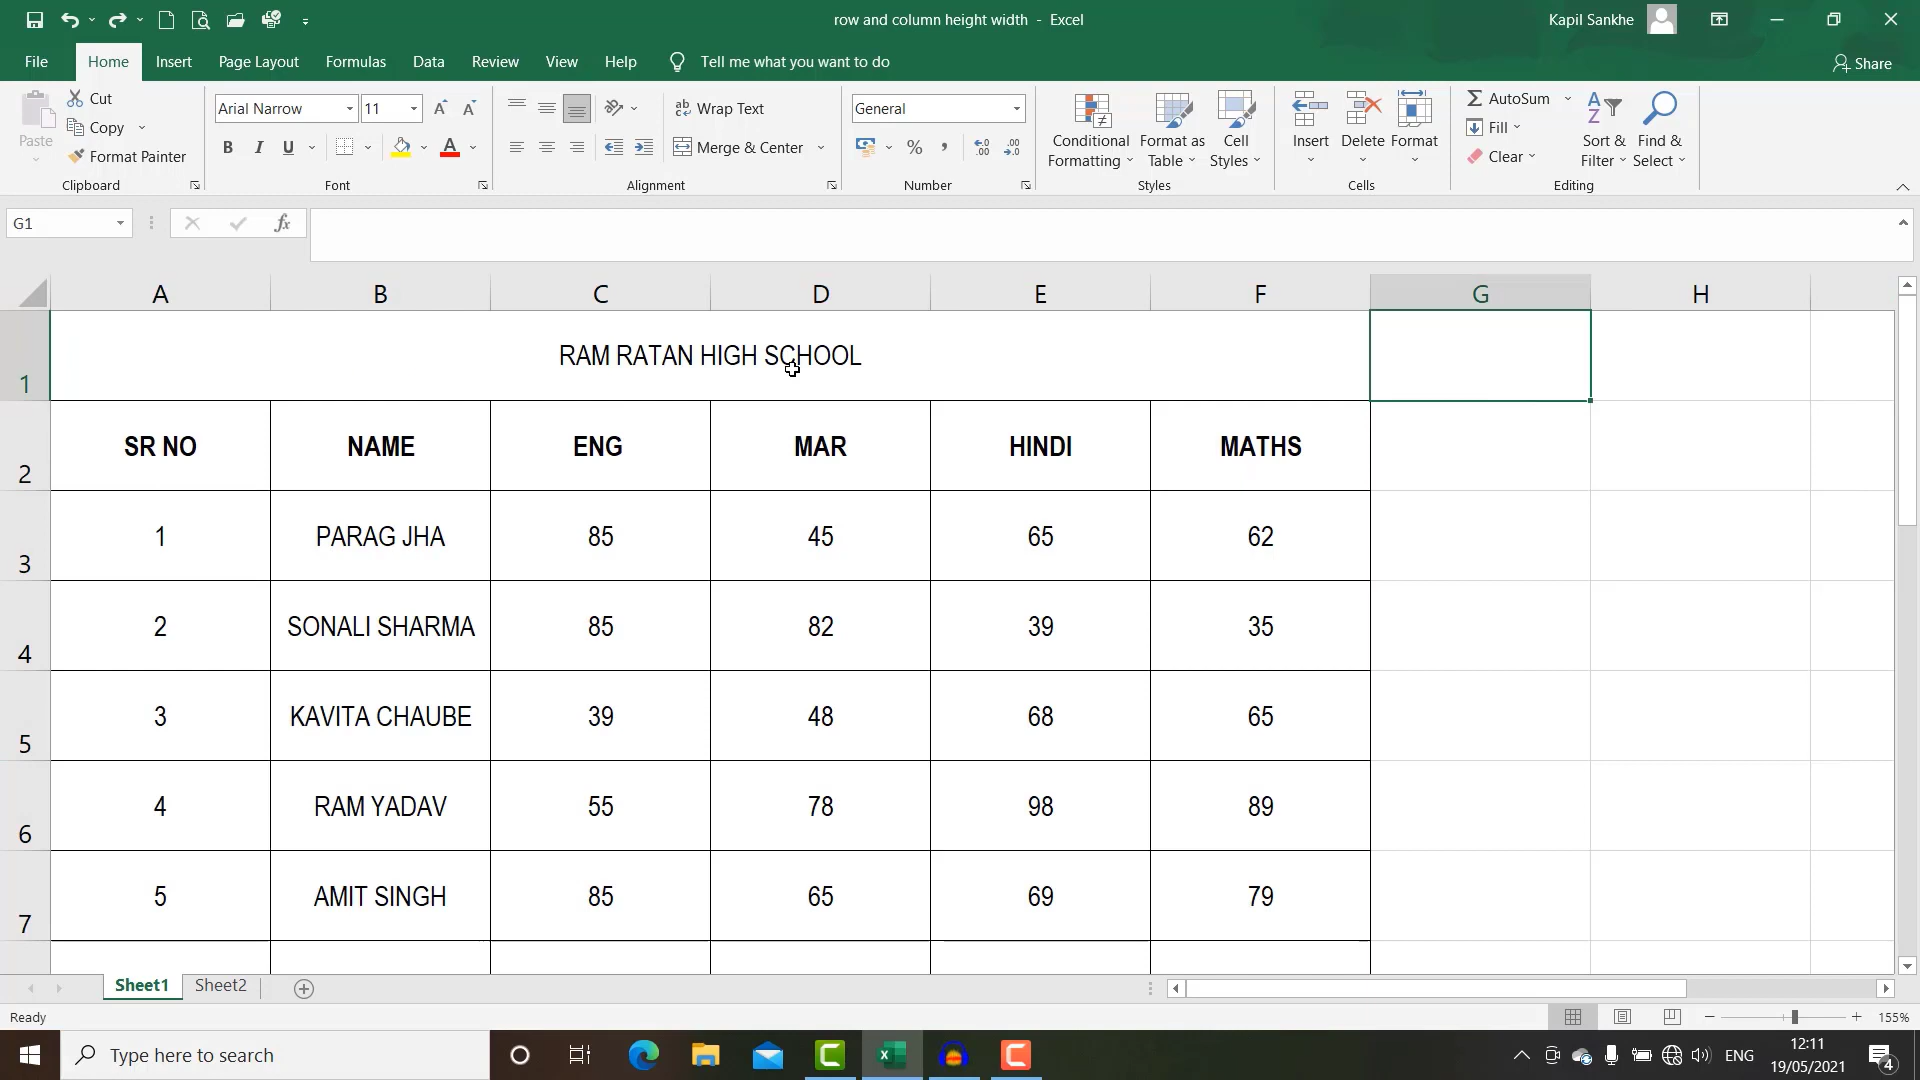 row and column height width - Excel
Kapil Sankhe
File Home Insert Page Layout Formulas Data Review View Help Tell me what you want to do Share
Paste
Cut
Copy
Format Painter
Clipboard
Arial Narrow 11
B I U
Font
Wrap Text
Merge & Center
Alignment
General
% ,
Number
Conditional Formatting
Format as Table
Cell Styles
Styles
Insert Delete Format
Cells
AutoSum
Fill
Clear
Sort & Filter
Find & Select
Editing
G1 fx
A B C D E F G H
1 RAM RATAN HIGH SCHOOL
2 SR NO NAME ENG MAR HINDI MATHS
3 1 PARAG JHA 85 45 65 62
4 2 SONALI SHARMA 85 82 39 35
5 3 KAVITA CHAUBE 39 48 68 65
6 4 RAM YADAV 55 78 98 89
7 5 AMIT SINGH 85 65 69 79
Sheet1 Sheet2
Ready 155%
Type here to search
ENG
12:11
19/05/2021
4